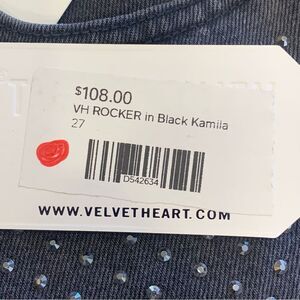 $108.00
VH ROCKER in Black Kamila
27
D542634
WWW.VELVETHEART.COM